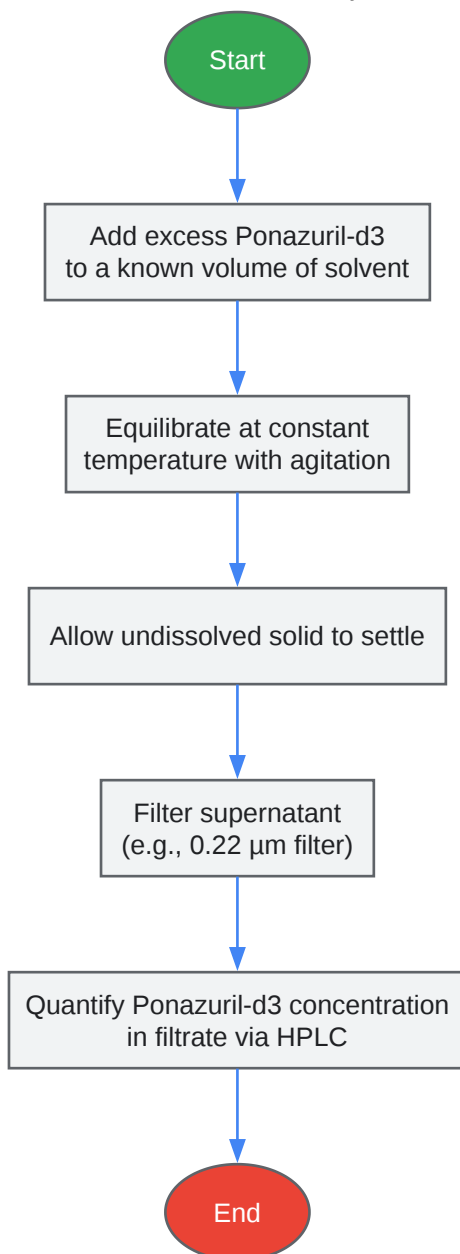 Start
Add excess Ponazuril-d3
to a known volume of solvent
Equilibrate at constant
temperature with agitation
Allow undissolved solid to settle
Filter supernatant
(e.g., 0.22 µm filter)
Quantify Ponazuril-d3 concentration
in filtrate via HPLC
End